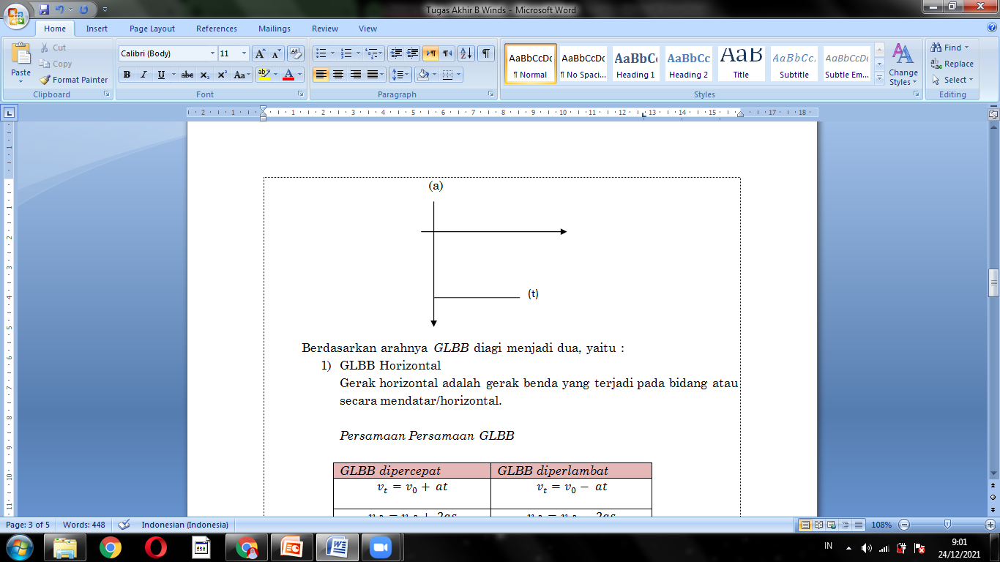 Tugas Akhir B Winds - Microsoft Word
Home Insert Page Layout References Mailings Review View
Paste
Cut
Copy
Format Painter
Clipboard
Calibri (Body) 11
Font
Paragraph
AaBbCcDc AaBbCcDc AaBbC AaBbCc AaB AaBbCc. AaBbCcDc
¶ Normal ¶ No Spaci... Heading 1 Heading 2 Title Subtitle Subtle Em...
Change Styles
Styles
Find
Replace
Select
Editing
2 1 1 2 3 4 5 6 7 8 9 10 11 12 13 14 15 17 18
(a)
(t)
Berdasarkan arahnya GLBB diagi menjadi dua, yaitu :
1) GLBB Horizontal
Gerak horizontal adalah gerak benda yang terjadi pada bidang atau
secara mendatar/horizontal.
Persamaan Persamaan GLBB
GLBB dipercepat GLBB diperlambat
v_t = v_0 + at v_t = v_0 − at
Page: 3 of 5 Words: 448 Indonesian (Indonesia) 108%
IN 9:01
24/12/2021